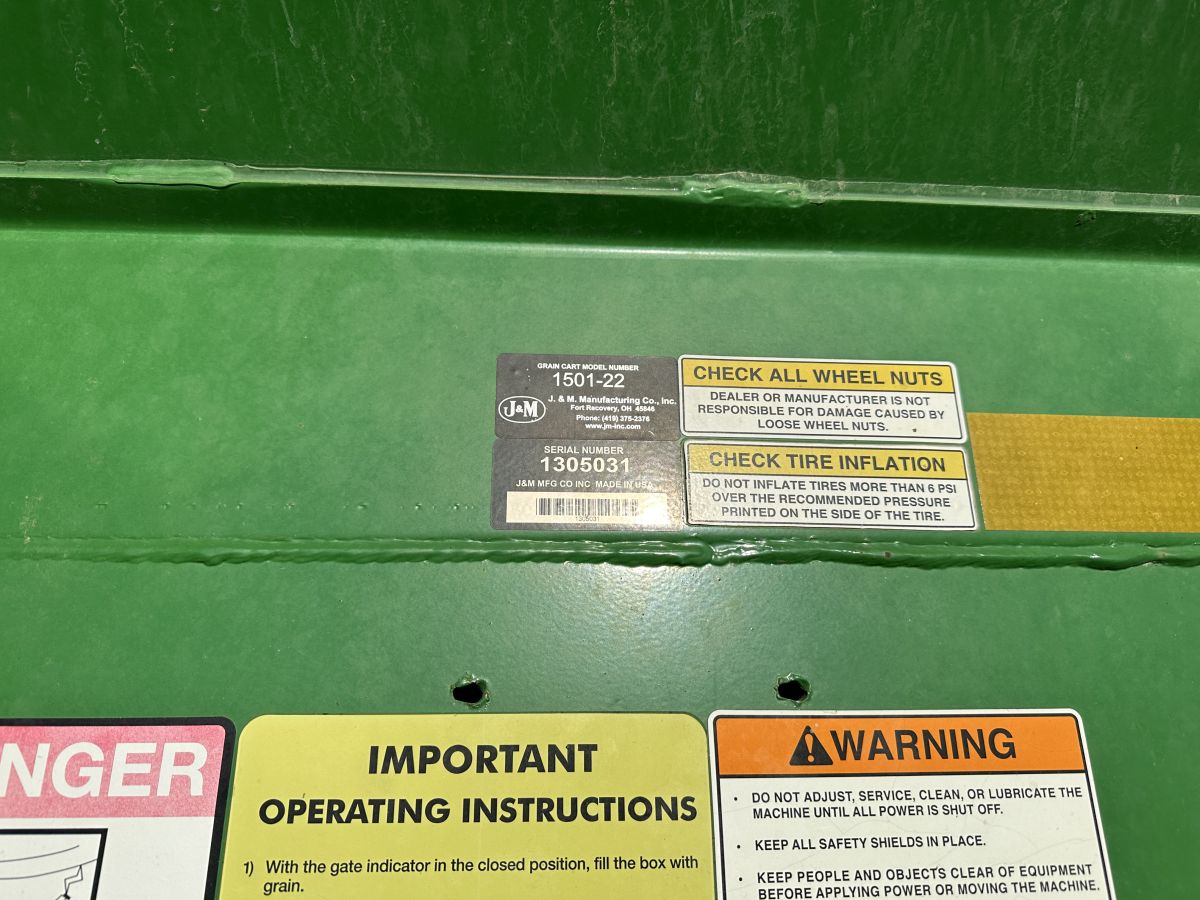 GRAIN CART MODEL NUMBER
1501-22
J&M
J. & M. Manufacturing Co., Inc.
Fort Recovery, OH 45846
Phone: (419) 375-2376
www.jm-inc.com
SERIAL NUMBER
1305031
J&M MFG CO INC MADE IN USA
1305031
CHECK ALL WHEEL NUTS
DEALER OR MANUFACTURER IS NOT
RESPONSIBLE FOR DAMAGE CAUSED BY
LOOSE WHEEL NUTS.
CHECK TIRE INFLATION
DO NOT INFLATE TIRES MORE THAN 6 PSI
OVER THE RECOMMENDED PRESSURE
PRINTED ON THE SIDE OF THE TIRE.
NGER
IMPORTANT
OPERATING INSTRUCTIONS
1) With the gate indicator in the closed position, fill the box with
grain.
WARNING
• DO NOT ADJUST, SERVICE, CLEAN, OR LUBRICATE THE
MACHINE UNTIL ALL POWER IS SHUT OFF.
• KEEP ALL SAFETY SHIELDS IN PLACE.
• KEEP PEOPLE AND OBJECTS CLEAR OF EQUIPMENT
BEFORE APPLYING POWER OR MOVING THE MACHINE.